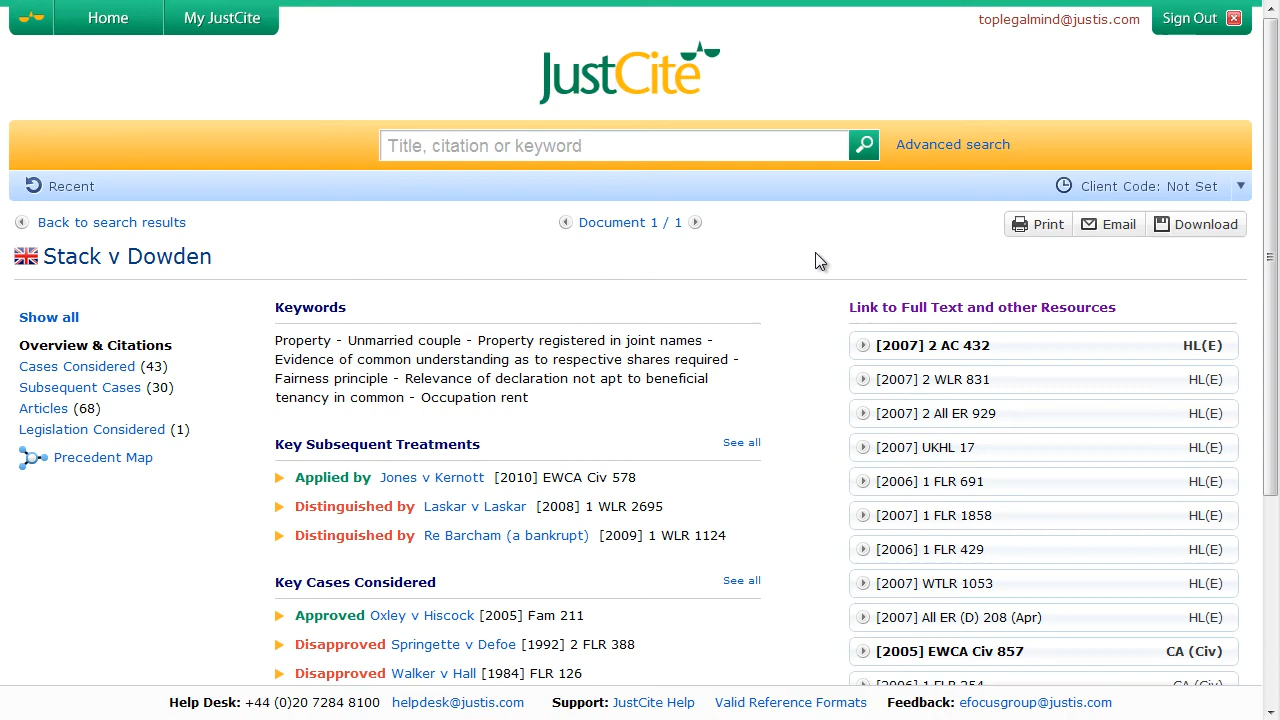 Home
My JustCite
toplegalmind@justis.com
Sign Out
JustCite
Title, citation or keyword
Advanced search
Recent
Client Code: Not Set
Back to search results
Document 1 / 1
Print
Email
Download
Stack v Dowden
Show all
Overview & Citations
Cases Considered (43)
Subsequent Cases (30)
Articles (68)
Legislation Considered (1)
Precedent Map
Keywords
Property - Unmarried couple - Property registered in joint names -
Evidence of common understanding as to respective shares required -
Fairness principle - Relevance of declaration not apt to beneficial
tenancy in common - Occupation rent
Key Subsequent Treatments
See all
Applied by Jones v Kernott [2010] EWCA Civ 578
Distinguished by Laskar v Laskar [2008] 1 WLR 2695
Distinguished by Re Barcham (a bankrupt) [2009] 1 WLR 1124
Key Cases Considered
See all
Approved Oxley v Hiscock [2005] Fam 211
Disapproved Springette v Defoe [1992] 2 FLR 388
Disapproved Walker v Hall [1984] FLR 126
Link to Full Text and other Resources
[2007] 2 AC 432 HL(E)
[2007] 2 WLR 831 HL(E)
[2007] 2 All ER 929 HL(E)
[2007] UKHL 17 HL(E)
[2006] 1 FLR 691 HL(E)
[2007] 1 FLR 1858 HL(E)
[2006] 1 FLR 429 HL(E)
[2007] WTLR 1053 HL(E)
[2007] All ER (D) 208 (Apr) HL(E)
[2005] EWCA Civ 857 CA (Civ)
[2006] 1 FLR 254 CA (Civ)
Help Desk: +44 (0)20 7284 8100 helpdesk@justis.com Support: JustCite Help Valid Reference Formats Feedback: efocusgroup@justis.com